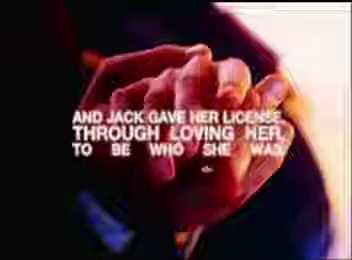 AND JACK GAVE HER LICENSE,
THROUGH LOVING HER,
TO BE WHO SHE WAS.